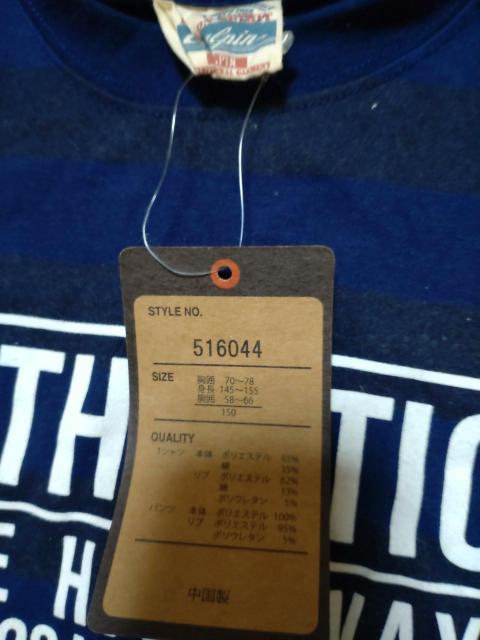 Calpin
SPIN
STYLE NO.
516044
SIZE
胸囲 70~78
身長 145~155
胴囲 58~66
150
QUALITY
Tシャツ 本体 ポリエステル 65%
綿 35%
リブ ポリエステル 62%
綿 33%
ポリウレタン 5%
パンツ 本体 ポリエステル 100%
リブ ポリエステル 95%
ポリウレタン 5%
中国製
TH TIC